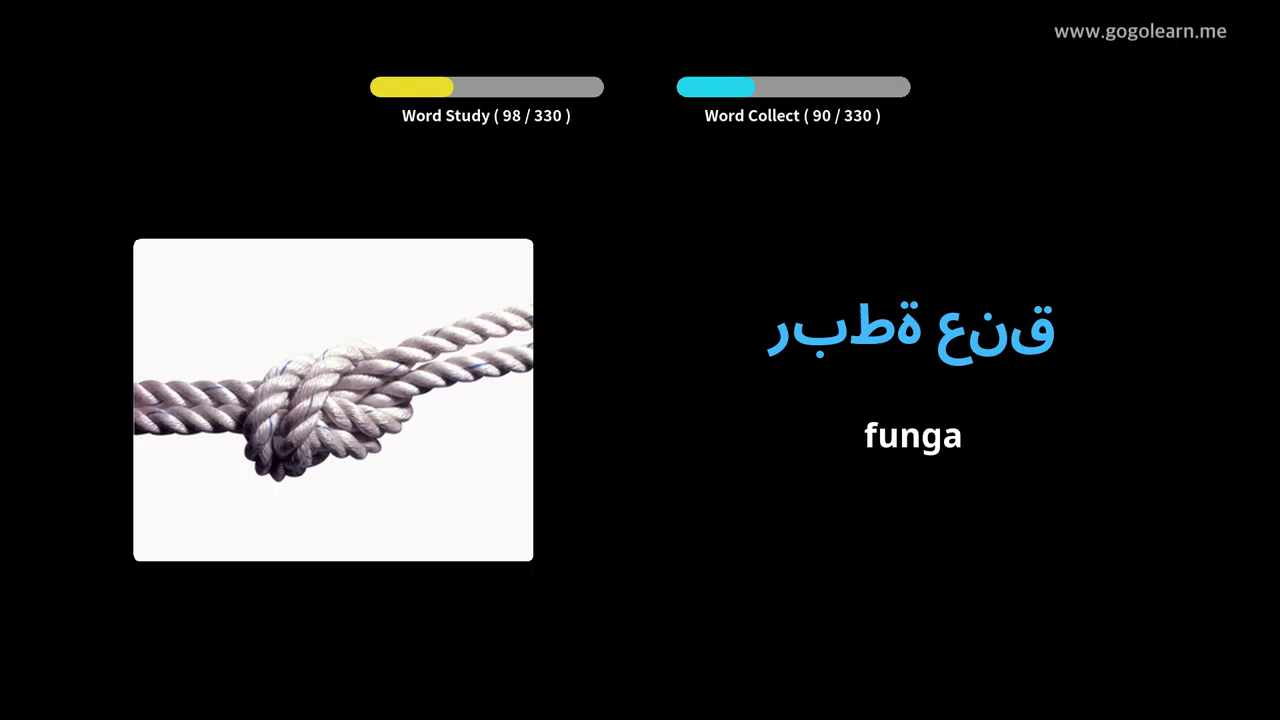 www.gogolearn.me
Word Study ( 98 / 330 )
Word Collect ( 90 / 330 )
ربطة عنق
funga